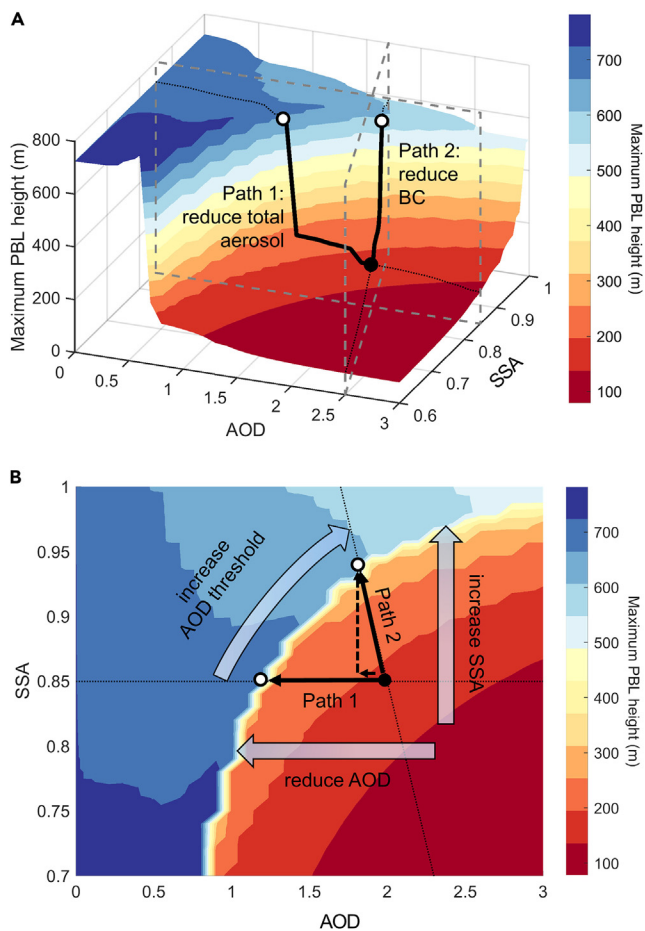 A
Maximum PBL height (m)
800
600
400
200
0
0
0.5
1
1.5
2
2.5
3
AOD
0.6
0.7
0.8
0.9
1
SSA
Path 1:
reduce total
aerosol
Path 2:
reduce
BC
700
600
500
400
300
200
100
Maximum PBL height (m)
B
SSA
1
0.95
0.9
0.85
0.8
0.75
0.7
0
0.5
1
1.5
2
2.5
3
AOD
increase
AOD threshold
Path 2
Path 1
increase SSA
reduce AOD
700
600
500
400
300
200
100
Maximum PBL height (m)